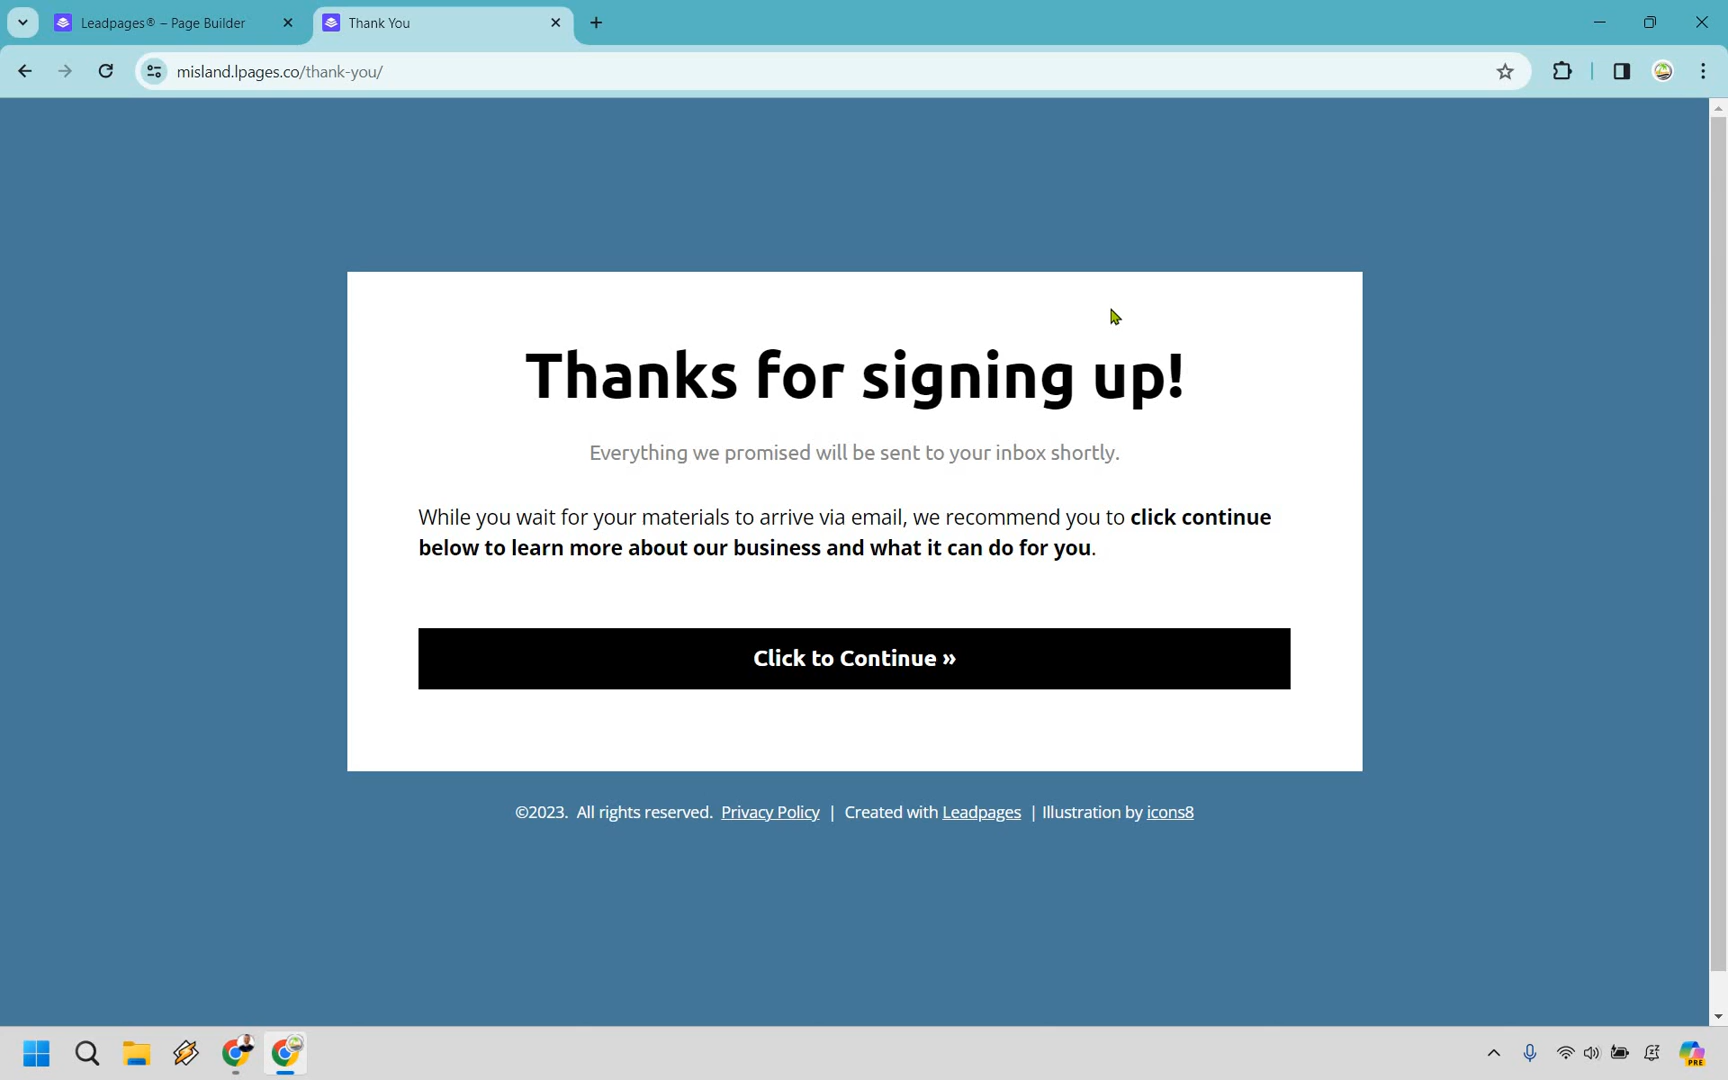 Leadpages® – Page Builder
Thank You
misland.lpages.co/thank-you/
Thanks for signing up!
Everything we promised will be sent to your inbox shortly.
While you wait for your materials to arrive via email, we recommend you to click continue
below to learn more about our business and what it can do for you.
Click to Continue »
©2023. All rights reserved. Privacy Policy | Created with Leadpages | Illustration by icons8
PRE